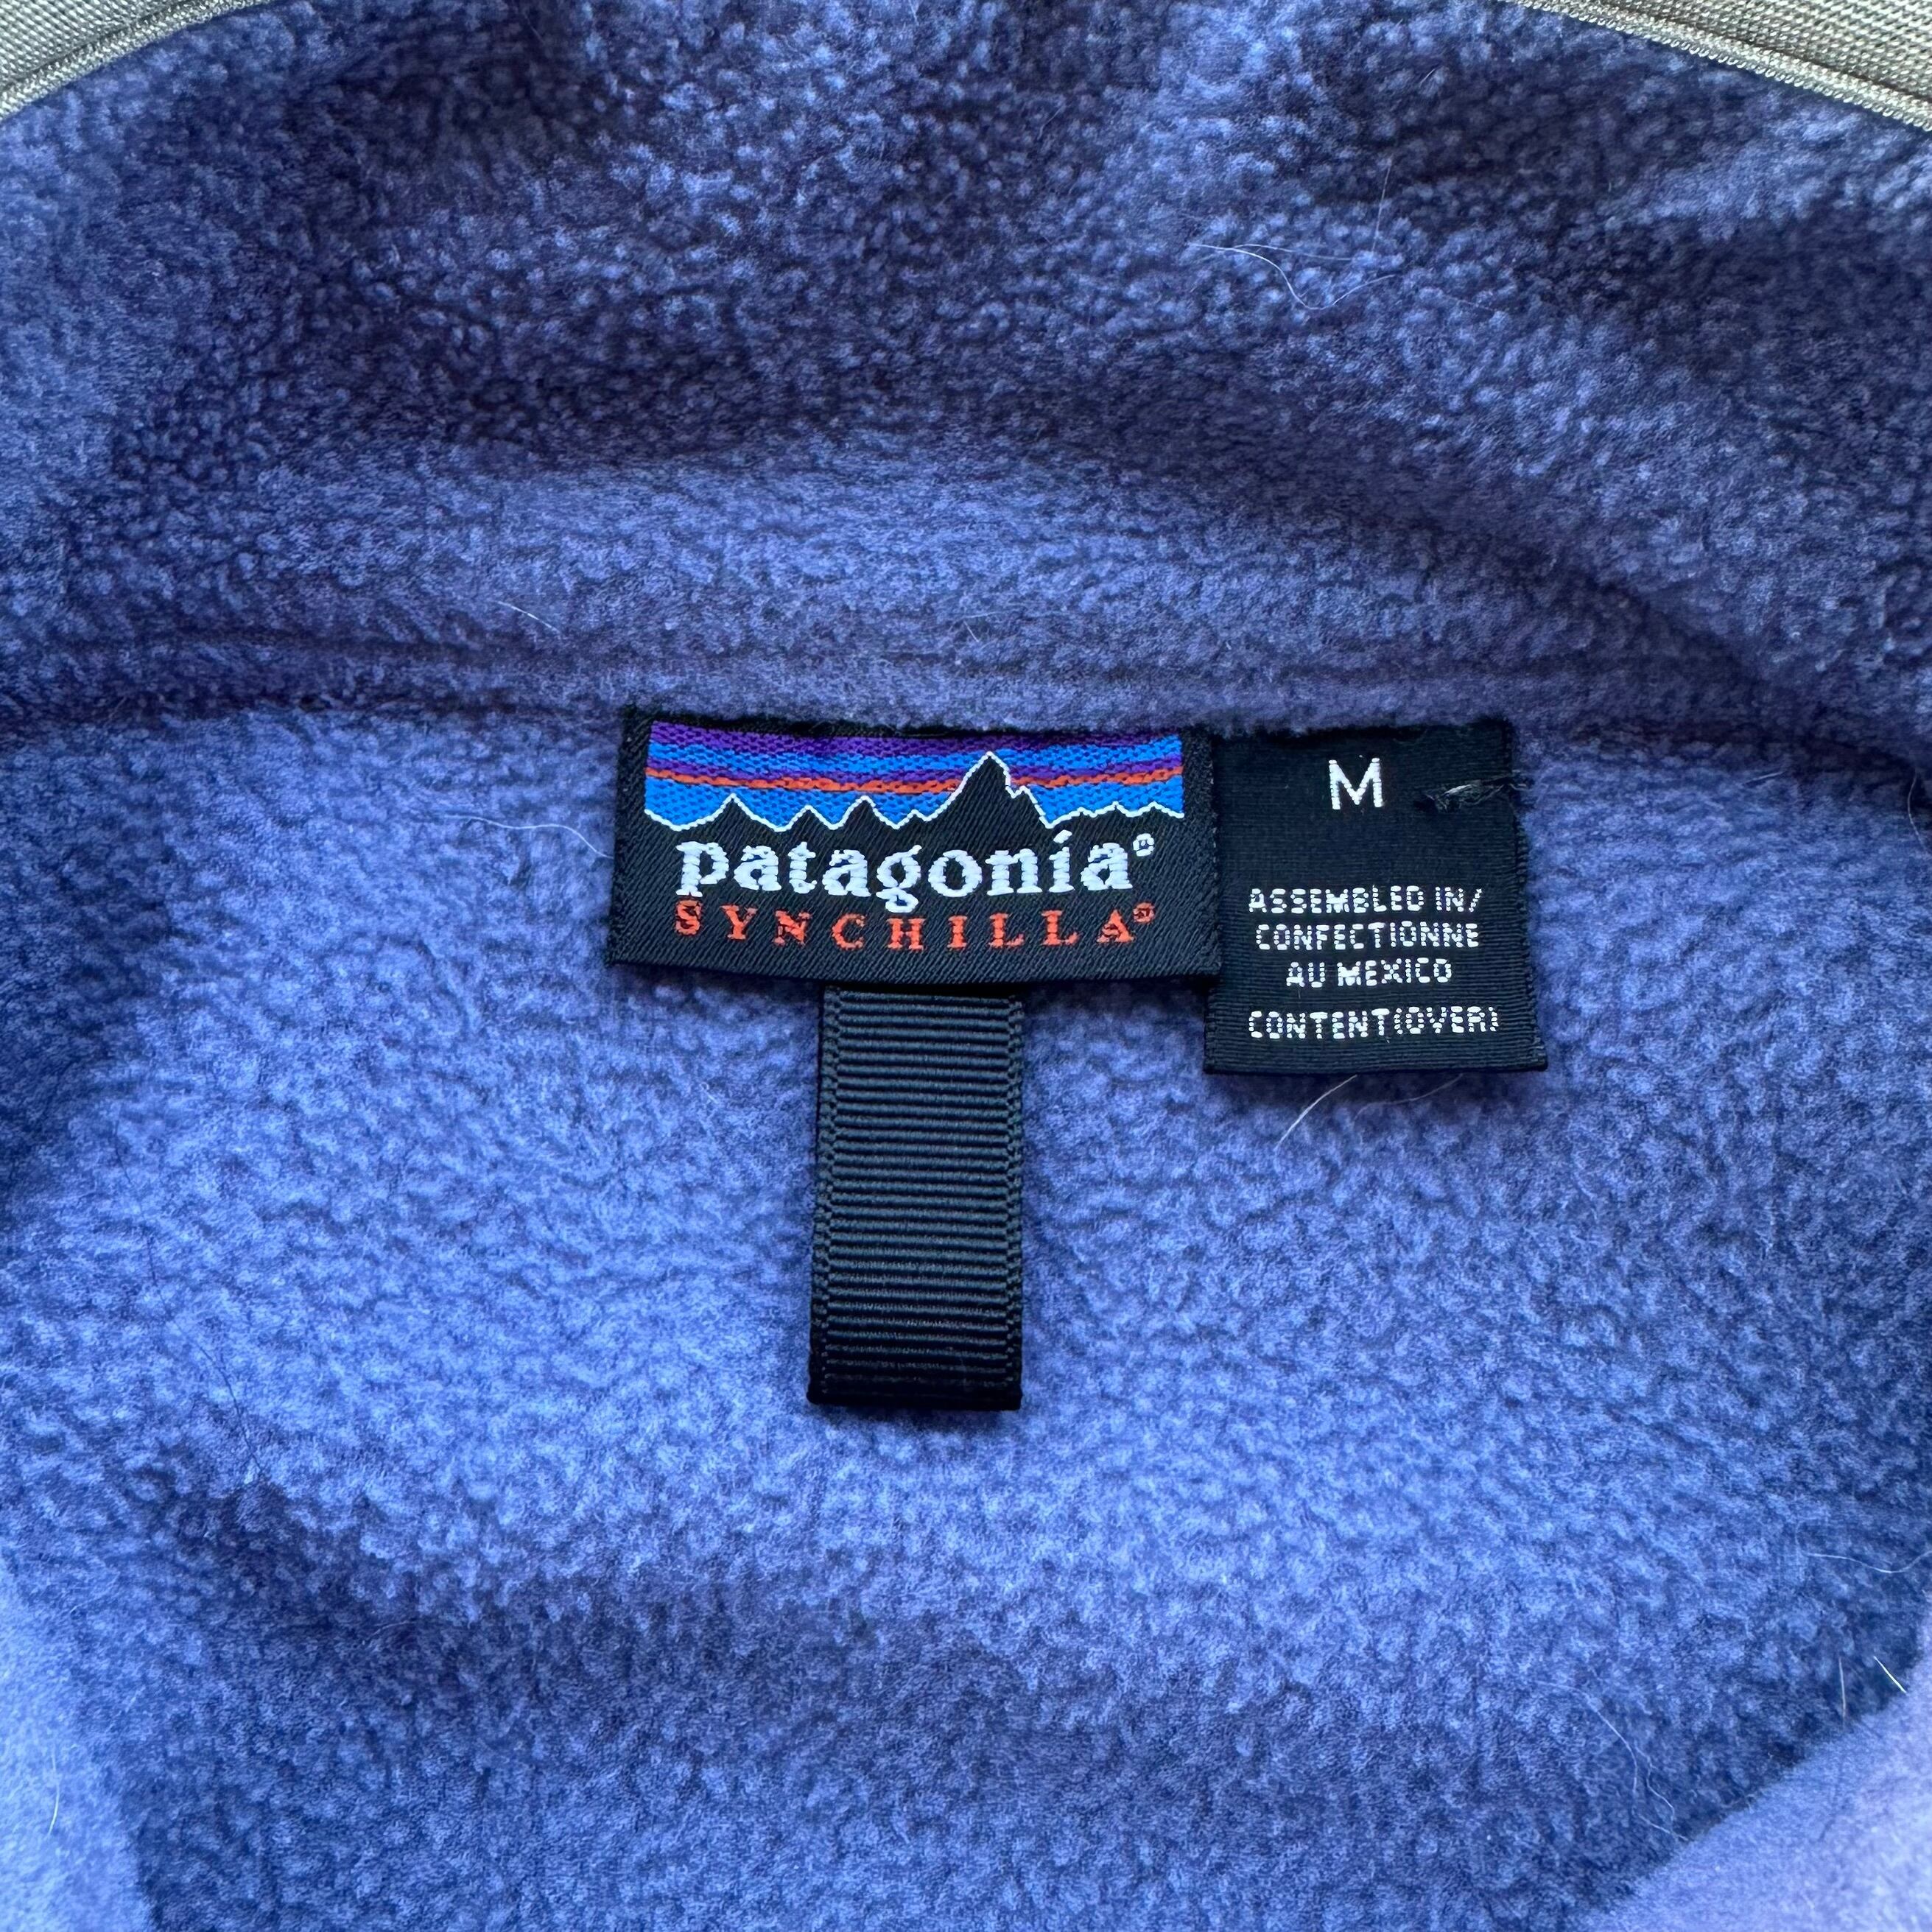 patagonia®
SYNCHILLA
M
ASSEMBLED IN/
CONFECTIONNE
AU MEXICO
CONTENT(OVER)